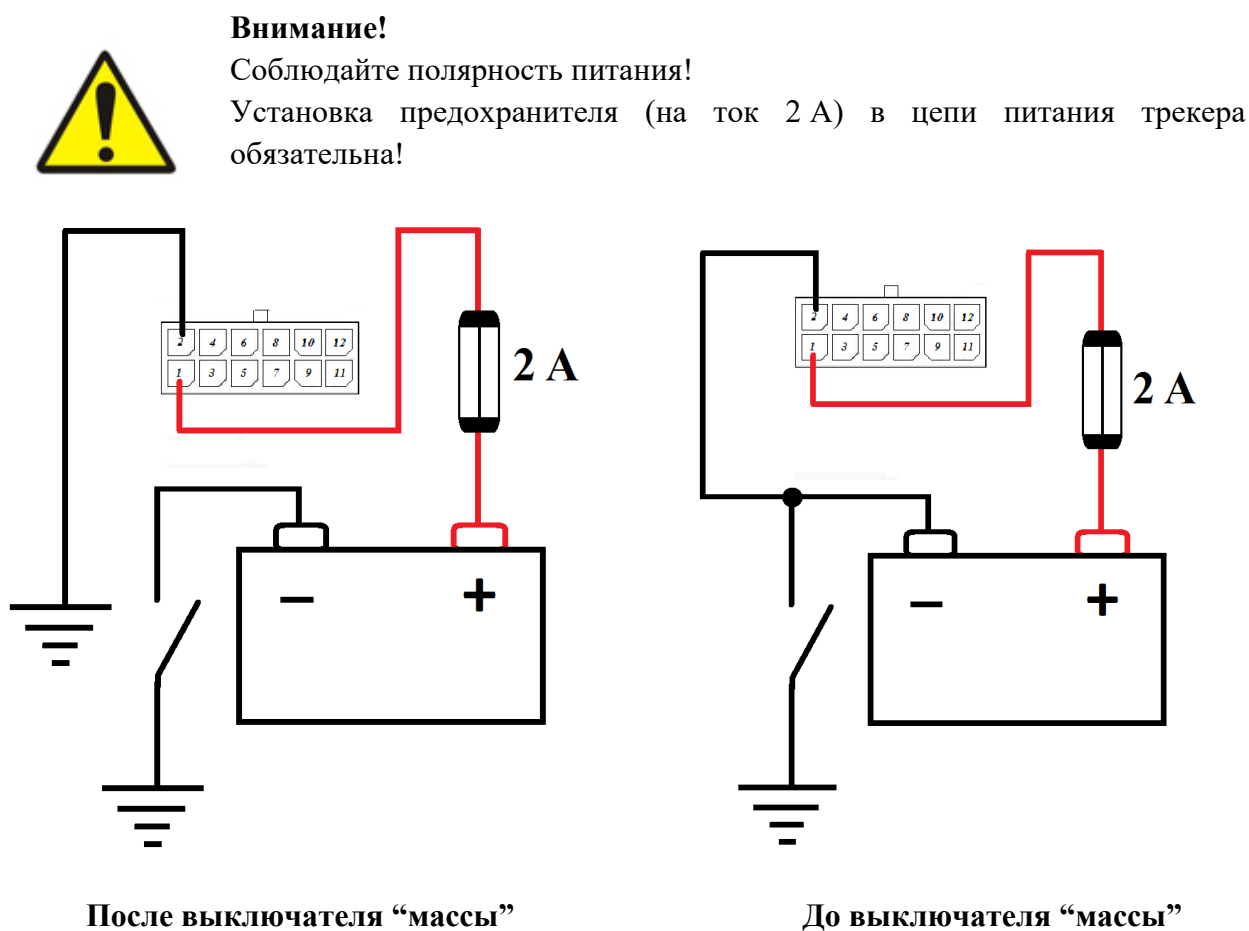 Внимание!
Соблюдайте полярность питания!
Установка предохранителя (на ток 2 А) в цепи питания трекера
обязательна!
2 4 6 8 10 12
1 3 5 7 9 11
2 А
– +
2 4 6 8 10 12
1 3 5 7 9 11
2 А
– +
После выключателя “массы”
До выключателя “массы”